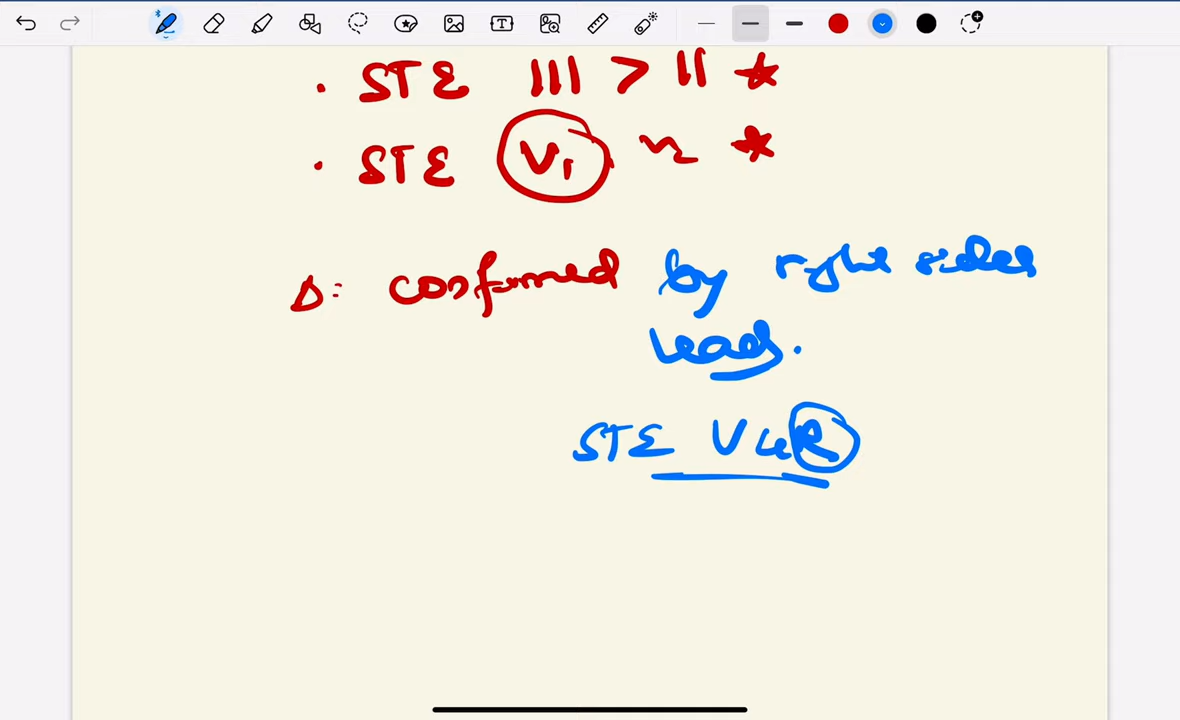 • STE III > II ★
• STE V1 ~ ★
Δ: confirmed by right sided
leads.
STE V4R